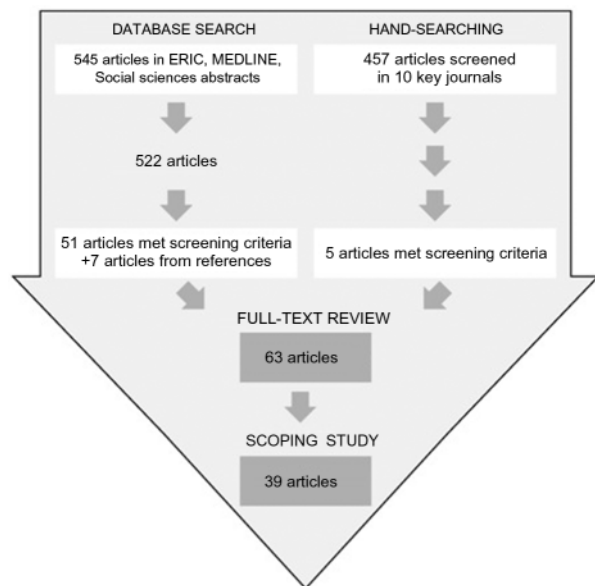 DATABASE SEARCH
545 articles in ERIC, MEDLINE,
Social sciences abstracts
522 articles
51 articles met screening criteria
+7 articles from references
HAND-SEARCHING
457 articles screened
in 10 key journals
5 articles met screening criteria
FULL-TEXT REVIEW
63 articles
SCOPING STUDY
39 articles